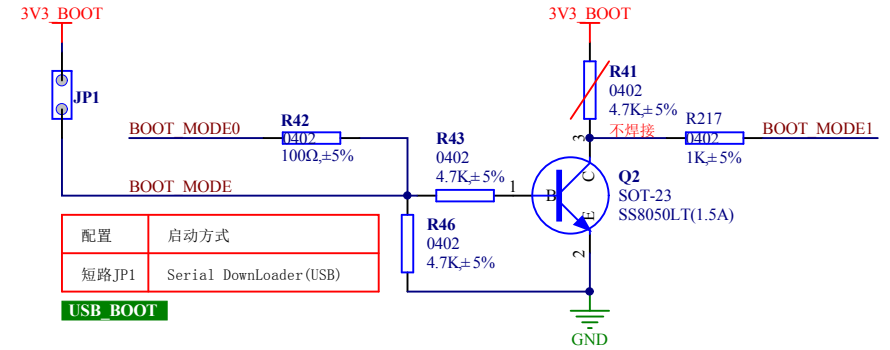 3V3_BOOT
3V3_BOOT
JP1
R41
0402
4.7K,±5%
不焊接
BOOT_MODE0
R42
0402
100Ω,±5%
R43
0402
4.7K,±5%
3
R217
0402
1K,±5%
BOOT_MODE1
BOOT_MODE
1
B
C
E
2
Q2
SOT-23
SS8050LT(1.5A)
R46
0402
4.7K,±5%
配置 启动方式
短路JP1 Serial DownLoader(USB)
USB_BOOT
GND